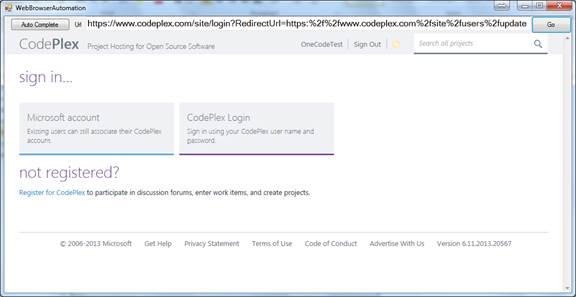 WebBrowserAutomation
Auto Complete Url https://www.codeplex.com/site/login?RedirectUrl=https:%2f%2fwww.codeplex.com%2fsite%2fusers%2fupdate Go
CodePlex Project Hosting for Open Source Software OneCodeTest Sign Out Search all projects
sign in...
Microsoft account CodePlex Login
Existing users can still associate their CodePlex Sign in using your CodePlex user name and
account. password.
not registered?
Register for CodePlex to participate in discussion forums, enter work items, and create projects.
© 2006-2013 Microsoft Get Help Privacy Statement Terms of Use Code of Conduct Advertise With Us Version 6.11.2013.20567